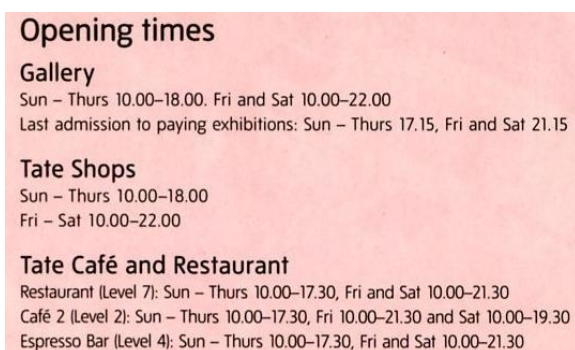 Opening times
Gallery
Sun – Thurs 10.00–18.00. Fri and Sat 10.00–22.00
Last admission to paying exhibitions: Sun – Thurs 17.15, Fri and Sat 21.15
Tate Shops
Sun – Thurs 10.00–18.00
Fri – Sat 10.00–22.00
Tate Café and Restaurant
Restaurant (Level 7): Sun – Thurs 10.00–17.30, Fri and Sat 10.00–21.30
Café 2 (Level 2): Sun – Thurs 10.00–17.30, Fri 10.00–21.30 and Sat 10.00–19.30
Espresso Bar (Level 4): Sun – Thurs 10.00–17.30, Fri and Sat 10.00–21.30